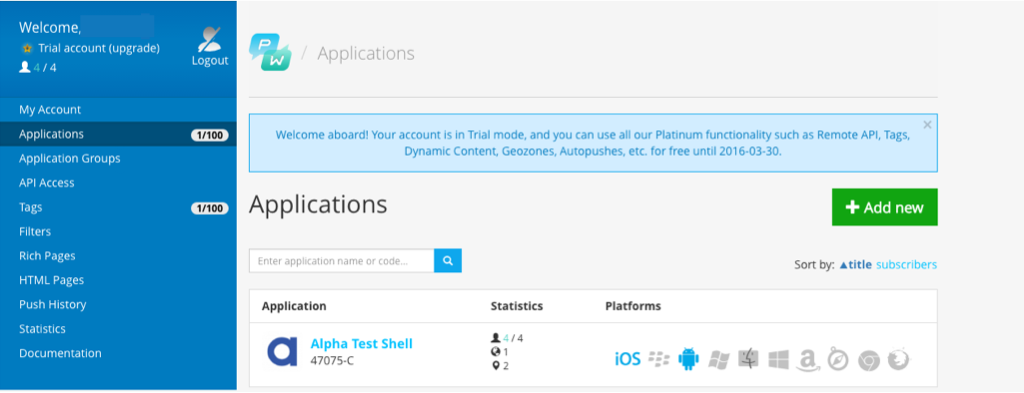 Welcome,
Trial account (upgrade)
4 / 4
Logout
My Account
Applications 1/100
Application Groups
API Access
Tags 1/100
Filters
Rich Pages
HTML Pages
Push History
Statistics
Documentation
P W / Applications
Welcome aboard! Your account is in Trial mode, and you can use all our Platinum functionality such as Remote API, Tags,
Dynamic Content, Geozones, Autopushes, etc. for free until 2016-03-30.
×
Applications
Add new
Enter application name or code...
Sort by: ▲title subscribers
Application Statistics Platforms
Alpha Test Shell
47075-C
4 / 4
1
2
iOS